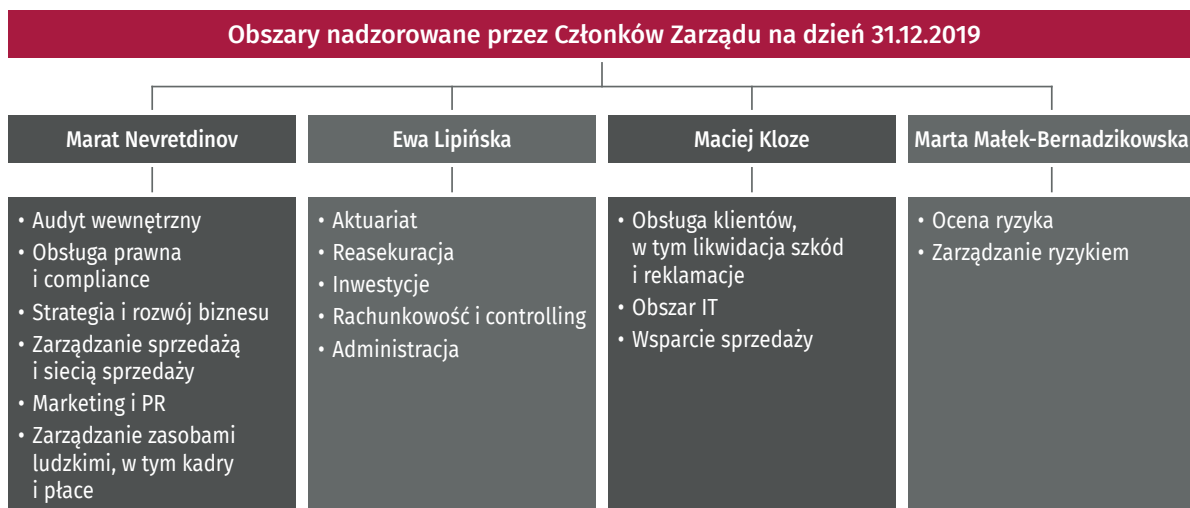 Obszary nadzorowane przez Członków Zarządu na dzień 31.12.2019
Marat Nevretdinov
• Audyt wewnętrzny
• Obsługa prawna
i compliance
• Strategia i rozwój biznesu
• Zarządzanie sprzedażą
i siecią sprzedaży
• Marketing i PR
• Zarządzanie zasobami
ludzkimi, w tym kadry
i płace
Ewa Lipińska
• Aktuariat
• Reasekuracja
• Inwestycje
• Rachunkowość i controlling
• Administracja
Maciej Kloze
• Obsługa klientów,
w tym likwidacja szkód
i reklamacje
• Obszar IT
• Wsparcie sprzedaży
Marta Małek-Bernadzikowska
• Ocena ryzyka
• Zarządzanie ryzykiem